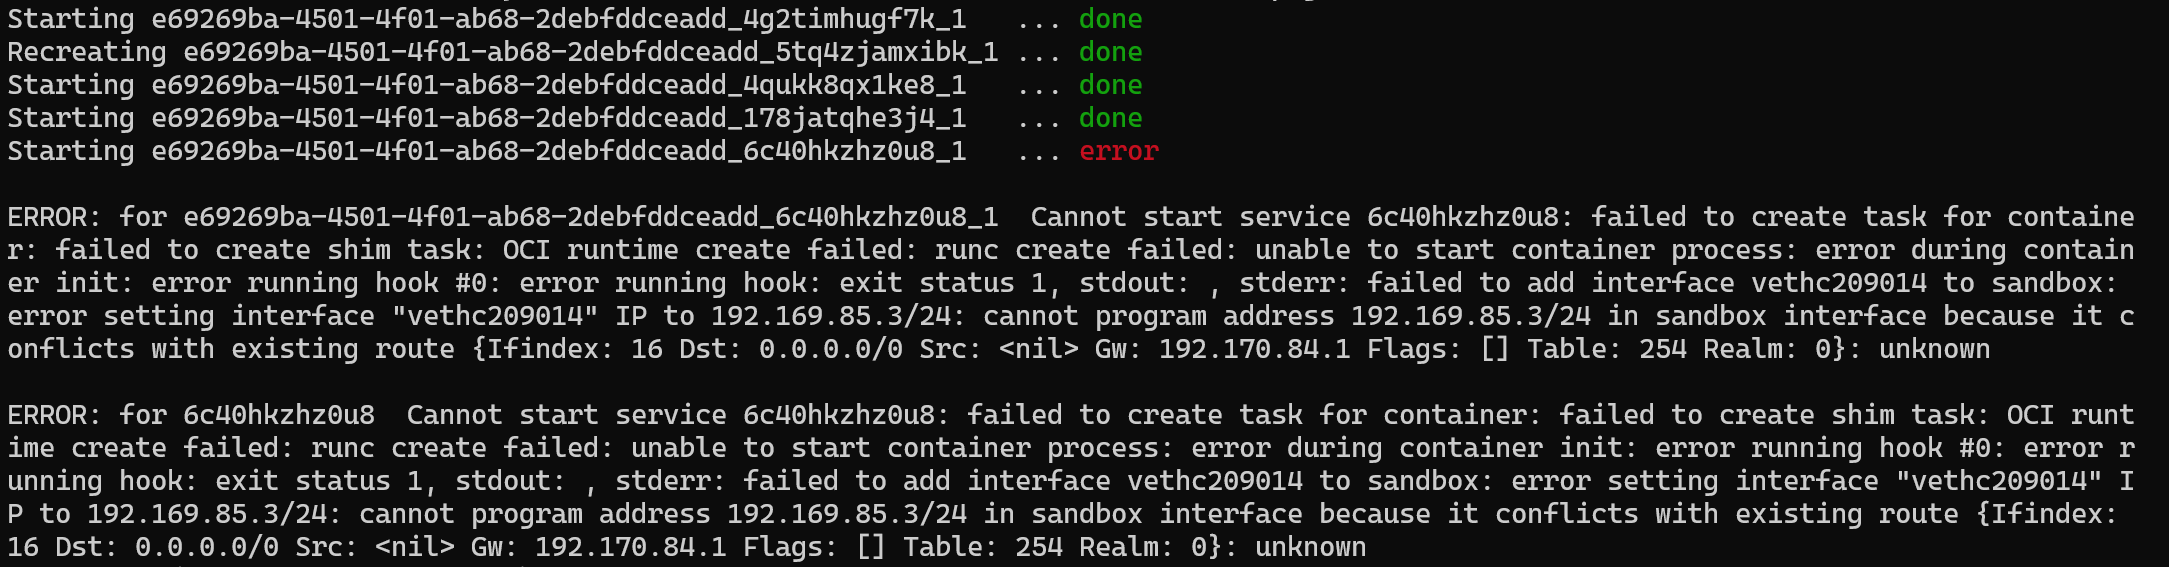 Starting e69269ba-4501-4f01-ab68-2debfddceadd_4g2timhugf7k_1   ... done
Recreating e69269ba-4501-4f01-ab68-2debfddceadd_5tq4zjamxibk_1 ... done
Starting e69269ba-4501-4f01-ab68-2debfddceadd_4qukk8qx1ke8_1   ... done
Starting e69269ba-4501-4f01-ab68-2debfddceadd_178jatqhe3j4_1   ... done
Starting e69269ba-4501-4f01-ab68-2debfddceadd_6c40hkzhz0u8_1   ... error
ERROR: for e69269ba-4501-4f01-ab68-2debfddceadd_6c40hkzhz0u8_1  Cannot start service 6c40hkzhz0u8: failed to create task for containe
r: failed to create shim task: OCI runtime create failed: runc create failed: unable to start container process: error during contain
er init: error running hook #0: error running hook: exit status 1, stdout: , stderr: failed to add interface vethc209014 to sandbox:
error setting interface "vethc209014" IP to 192.169.85.3/24: cannot program address 192.169.85.3/24 in sandbox interface because it c
onflicts with existing route {Ifindex: 16 Dst: 0.0.0.0/0 Src: <nil> Gw: 192.170.84.1 Flags: [] Table: 254 Realm: 0}: unknown
ERROR: for 6c40hkzhz0u8  Cannot start service 6c40hkzhz0u8: failed to create task for container: failed to create shim task: OCI runt
ime create failed: runc create failed: unable to start container process: error during container init: error running hook #0: error r
unning hook: exit status 1, stdout: , stderr: failed to add interface vethc209014 to sandbox: error setting interface "vethc209014" I
P to 192.169.85.3/24: cannot program address 192.169.85.3/24 in sandbox interface because it conflicts with existing route {Ifindex:
16 Dst: 0.0.0.0/0 Src: <nil> Gw: 192.170.84.1 Flags: [] Table: 254 Realm: 0}: unknown